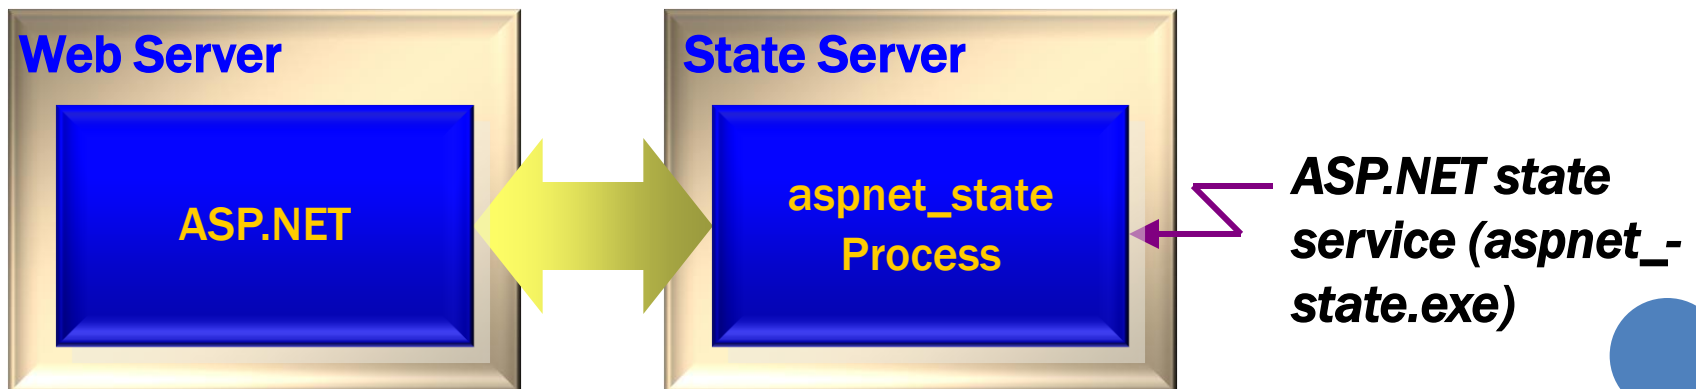 Web Server
ASP.NET
State Server
aspnet_state
Process
ASP.NET state
service (aspnet_-
state.exe)